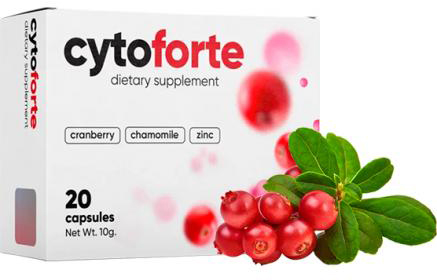 cytoforte
dietary supplement
cytoforte
dietary supplement
cranberry chamomile zinc
20
capsules
Net Wt. 10g.